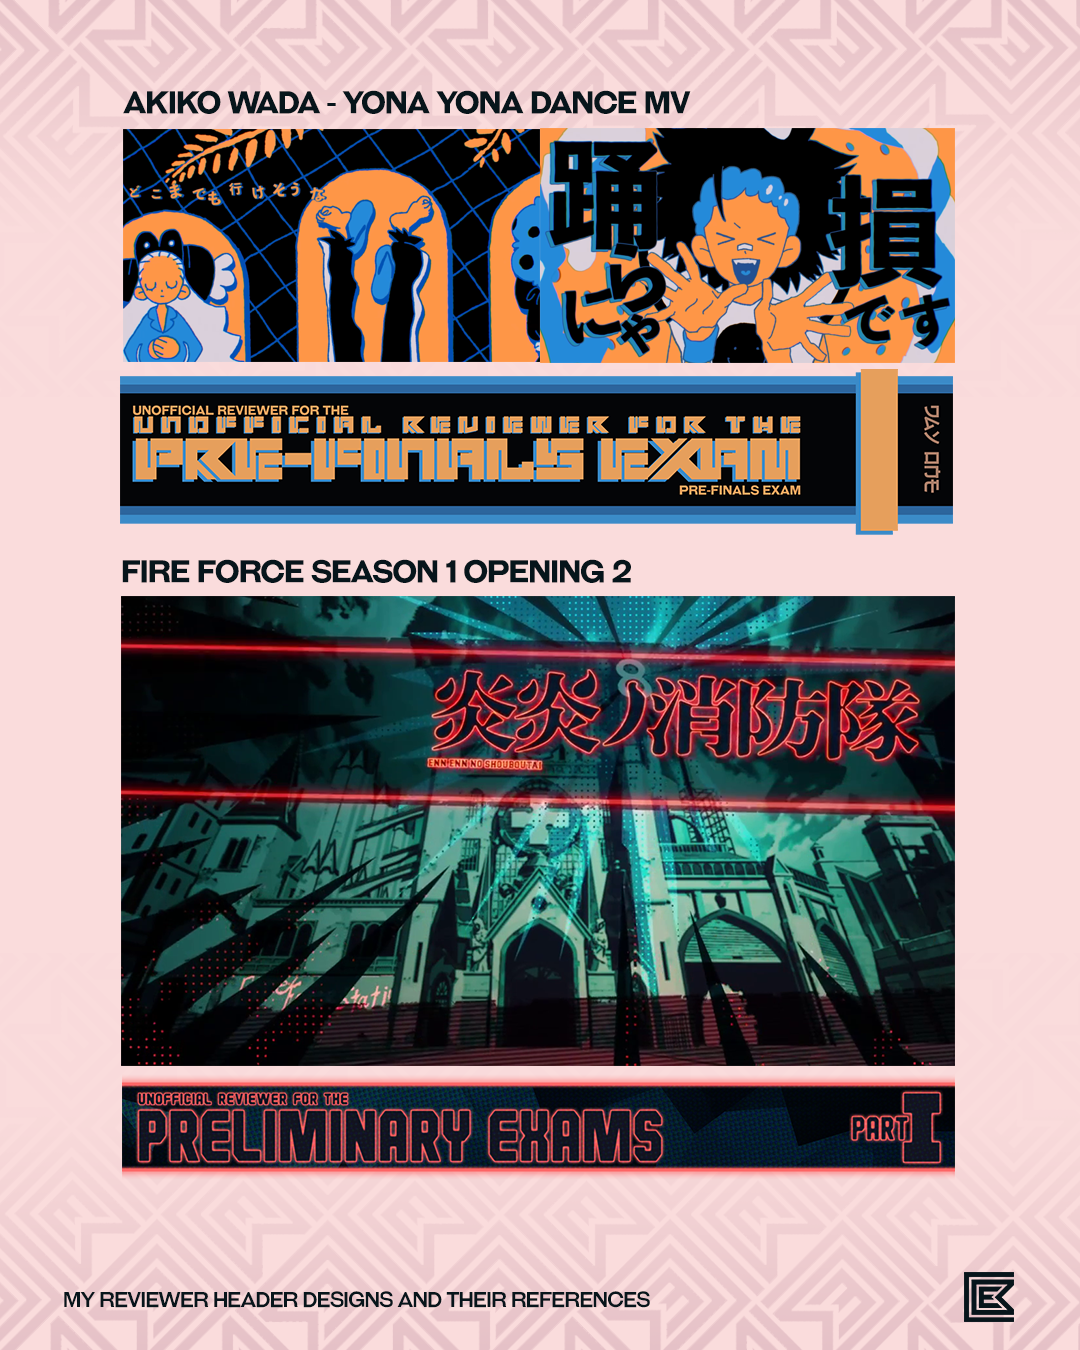 AKIKO WADA - YONA YONA DANCE MV
どこまでも行けそうな
踊らにゃ
損です
UNOFFICIAL REVIEWER FOR THE
UNOFFICIAL REVIEWER FOR THE
PRE-FINALS EXAM
PRE-FINALS EXAM
DAY ONE
FIRE FORCE SEASON 1 OPENING 2
8
炎炎ノ消防隊
ENN ENN NO SHOUBOUTAI
UNOFFICIAL REVIEWER FOR THE
PRELIMINARY EXAMS
PART I
MY REVIEWER HEADER DESIGNS AND THEIR REFERENCES